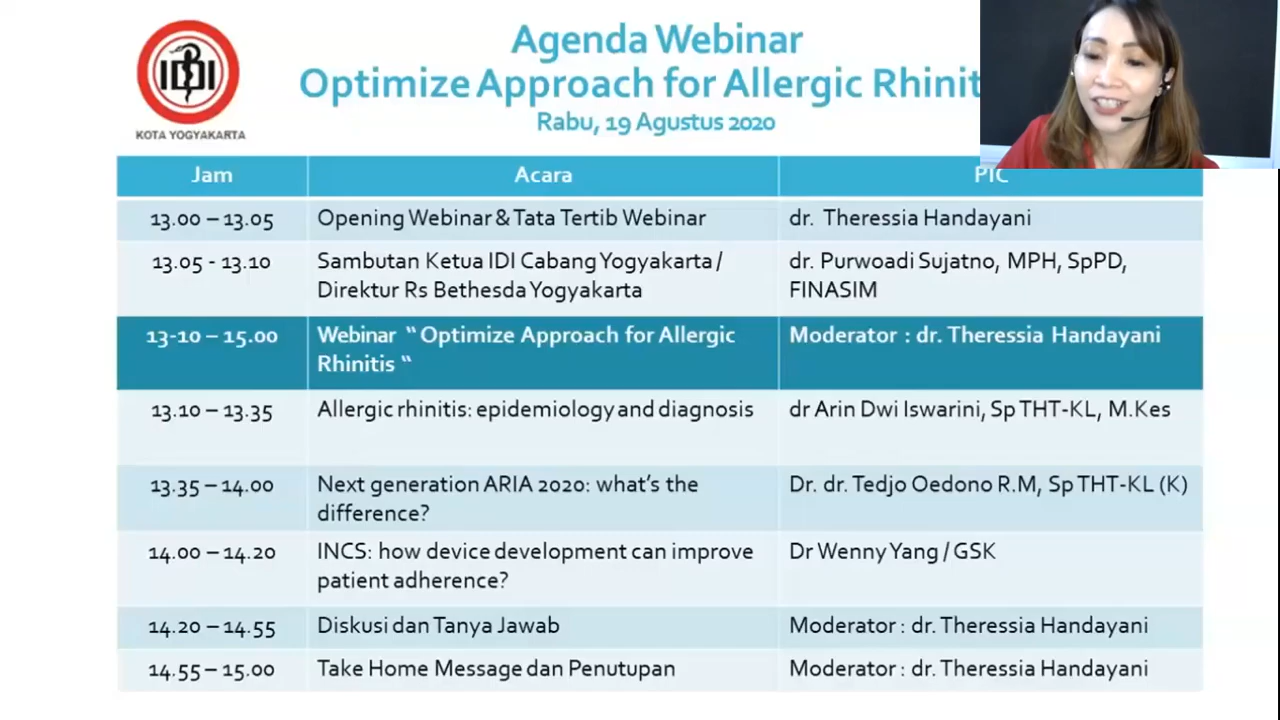 Agenda Webinar
Optimize Approach for Allergic Rhinit
Rabu, 19 Agustus 2020
IDI
KOTA YOGYAKARTA
Jam Acara PIC
13.00 – 13.05 Opening Webinar & Tata Tertib Webinar dr. Theressia Handayani
13.05 - 13.10 Sambutan Ketua IDI Cabang Yogyakarta / dr. Purwoadi Sujatno, MPH, SpPD,
Direktur Rs Bethesda Yogyakarta FINASIM
13-10 – 15.00 Webinar “ Optimize Approach for Allergic Moderator : dr. Theressia Handayani
Rhinitis “
13.10 – 13.35 Allergic rhinitis: epidemiology and diagnosis dr Arin Dwi Iswarini, Sp THT-KL, M.Kes
13.35 – 14.00 Next generation ARIA 2020: what’s the Dr. dr. Tedjo Oedono R.M, Sp THT-KL (K)
difference?
14.00 – 14.20 INCS: how device development can improve Dr Wenny Yang / GSK
patient adherence?
14.20 – 14.55 Diskusi dan Tanya Jawab Moderator : dr. Theressia Handayani
14.55 – 15.00 Take Home Message dan Penutupan Moderator : dr. Theressia Handayani